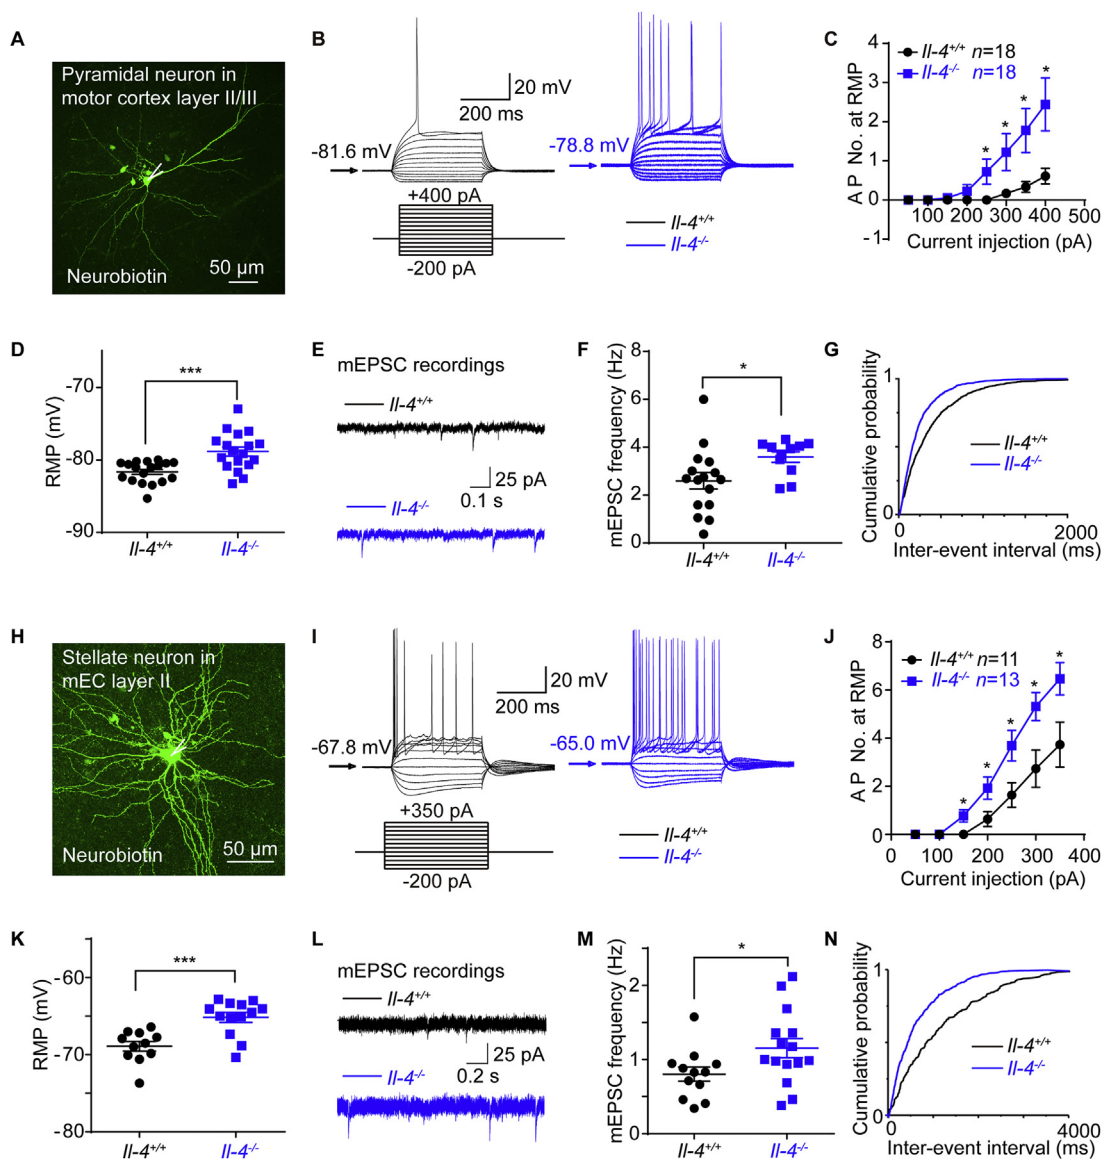 A
Pyramidal neuron in
motor cortex layer II/III
Neurobiotin
50 μm
B
-81.6 mV
20 mV
200 ms
+400 pA
-200 pA
-78.8 mV
Il-4+/+
Il-4-/-
C
AP No. at RMP
4
3
2
1
0
-1
Il-4+/+ n=18
Il-4-/- n=18
*
*
*
*
100 200 300 400 500
Current injection (pA)
D
RMP (mV)
-70
-80
-90
***
Il-4+/+ Il-4-/-
E
mEPSC recordings
Il-4+/+
25 pA
0.1 s
Il-4-/-
F
mEPSC frequency (Hz)
8
6
4
2
0
*
Il-4+/+ Il-4-/-
G
Cumulative probability
1
0
Il-4+/+
Il-4-/-
0 2000
Inter-event interval (ms)
H
Stellate neuron in
mEC layer II
Neurobiotin
50 μm
I
-67.8 mV
20 mV
200 ms
+350 pA
-200 pA
-65.0 mV
Il-4+/+
Il-4-/-
J
AP No. at RMP
8
6
4
2
0
Il-4+/+ n=11
Il-4-/- n=13
*
*
*
*
*
0 100 200 300 400
Current injection (pA)
K
RMP (mV)
-60
-70
-80
***
Il-4+/+ Il-4-/-
L
mEPSC recordings
Il-4+/+
25 pA
0.2 s
Il-4-/-
M
mEPSC frequency (Hz)
2
1
0
*
Il-4+/+ Il-4-/-
N
Cumulative probability
1
0
Il-4+/+
Il-4-/-
0 4000
Inter-event interval (ms)